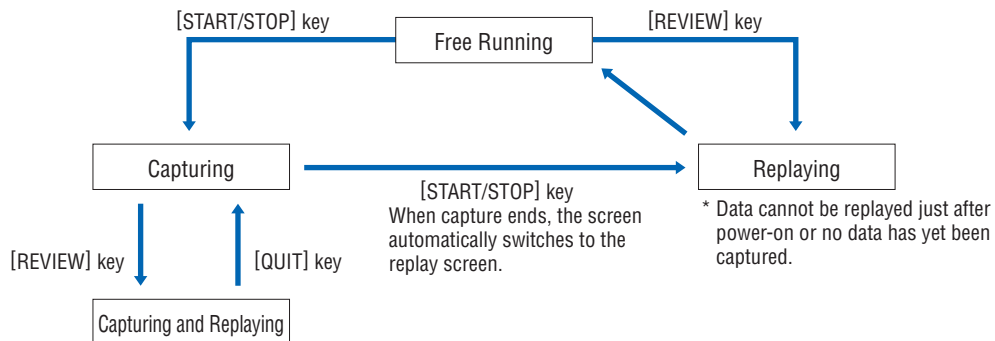 [START/STOP] key
[REVIEW] key
Free Running
Capturing
Replaying
[START/STOP] key
When capture ends, the screen
automatically switches to the
replay screen.
* Data cannot be replayed just after
power-on or no data has yet been
captured.
[REVIEW] key
[QUIT] key
Capturing and Replaying